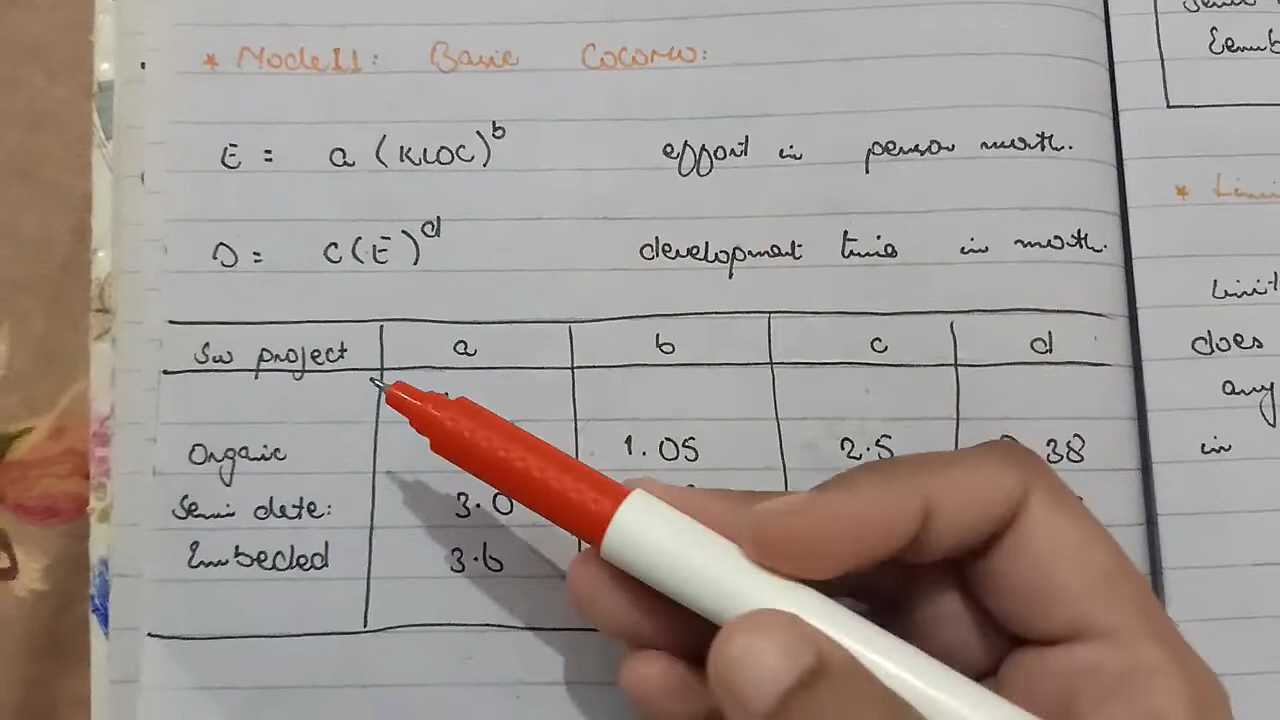 * Model 1: Basic Cocomo:
E = a (KLOC)^b effort in person month.
D = C(E)^d development time in month.
SW project a b c d
Organic 1.05 2.5 38
Semi dete: 3.0
Embedded 3.6
does
any
in